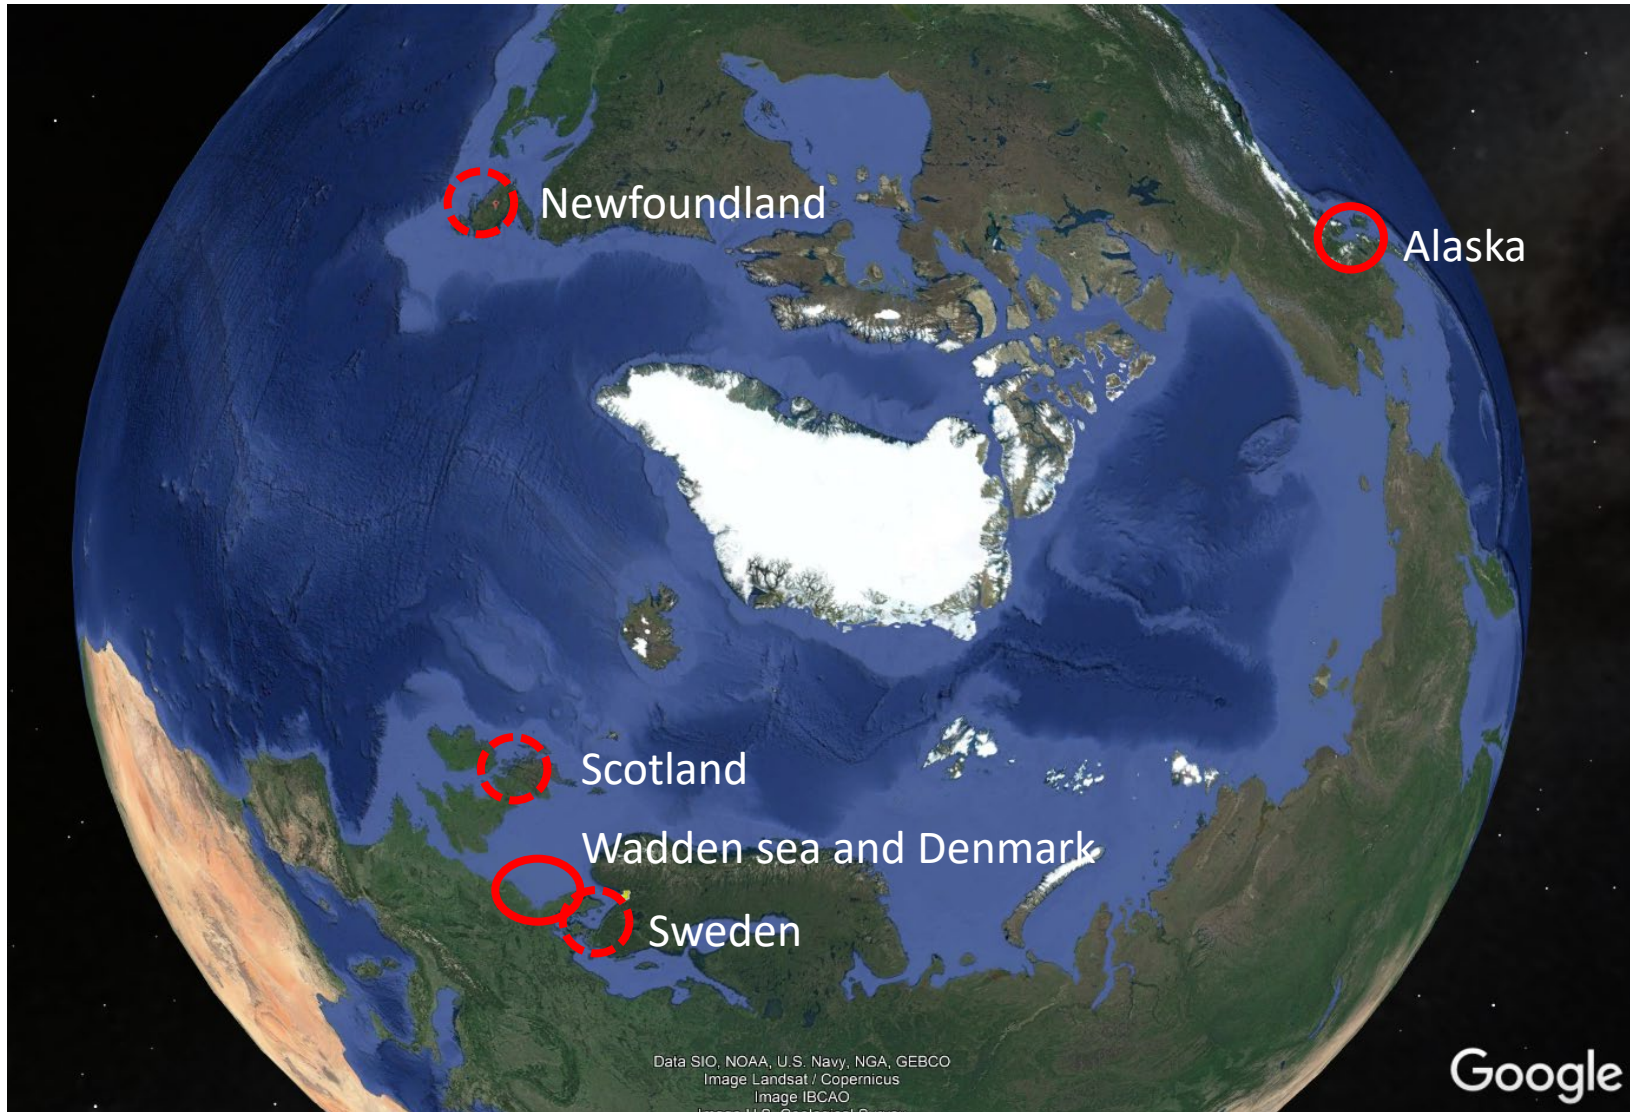 Newfoundland
Alaska
Scotland
Wadden sea and Denmark
Sweden
Data SIO, NOAA, U.S. Navy, NGA, GEBCO
Image Landsat / Copernicus
Image IBCAO
Google